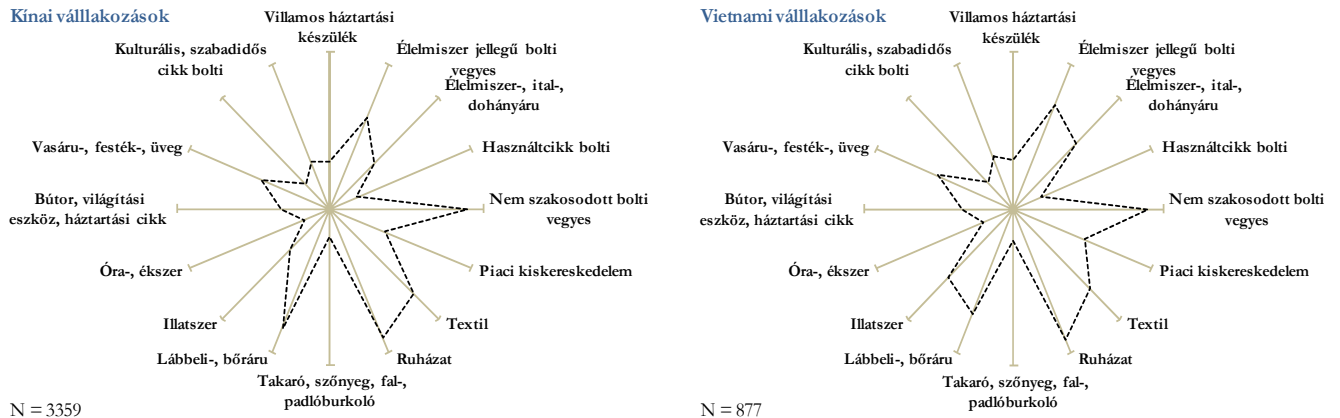 Kínai válllakozások
Villamos háztartási
készülék
Élelmiszer jellegű bolti
vegyes
Élelmiszer-, ital-,
dohányáru
Használtcikk bolti
Nem szakosodott bolti
vegyes
Piaci kiskereskedelem
Textil
Ruházat
Takaró, szőnyeg, fal-,
padlóburkoló
Lábbeli-, bőráru
Illatszer
Óra-, ékszer
Bútor, világítási
eszköz, háztartási cikk
Vasáru-, festék-, üveg
Kulturális, szabadidős
cikk bolti
N = 3359
Vietnami válllakozások
Villamos háztartási
készülék
Élelmiszer jellegű bolti
vegyes
Élelmiszer-, ital-,
dohányáru
Használtcikk bolti
Nem szakosodott bolti
vegyes
Piaci kiskereskedelem
Textil
Ruházat
Takaró, szőnyeg, fal-,
padlóburkoló
Lábbeli-, bőráru
Illatszer
Óra-, ékszer
Bútor, világítási
eszköz, háztartási cikk
Vasáru-, festék-, üveg
Kulturális, szabadidős
cikk bolti
N = 877